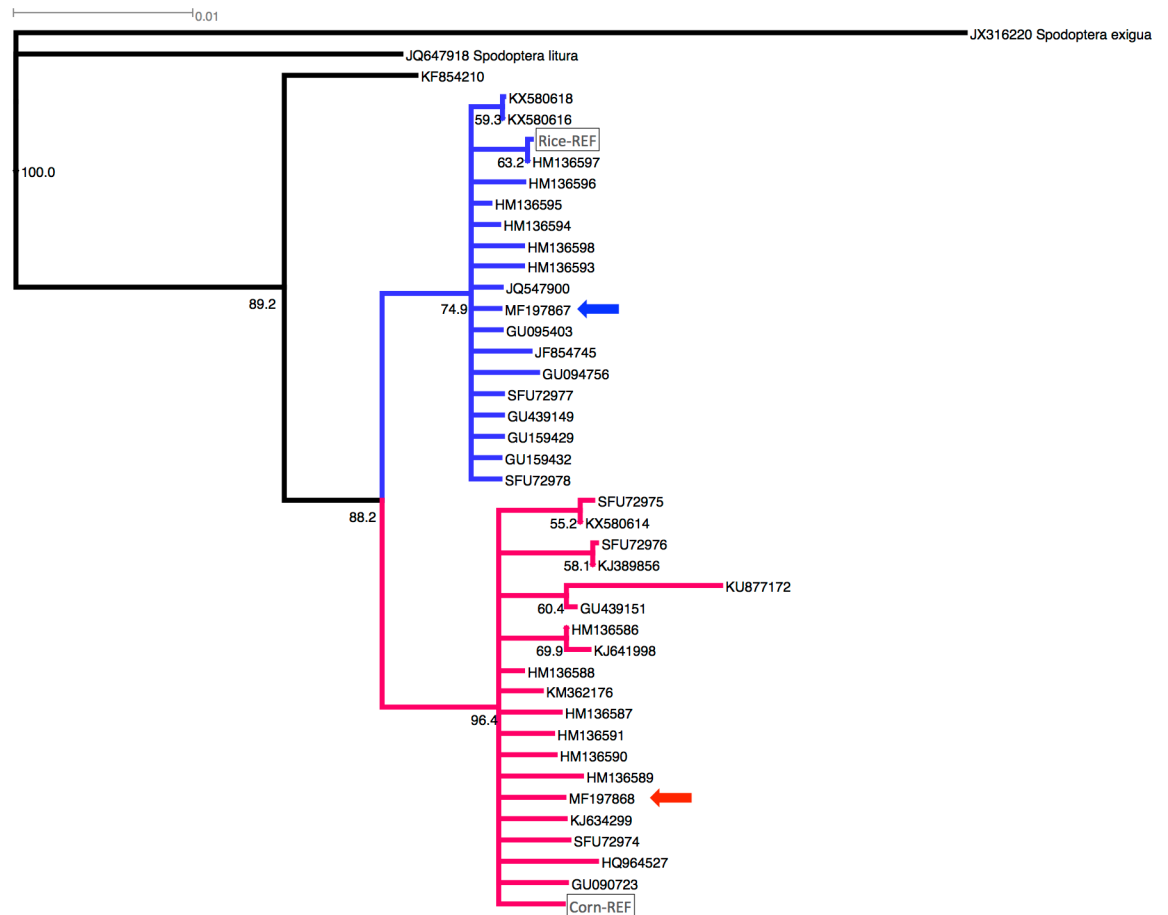 0.01
JX316220 Spodoptera exigua
JQ647918 Spodoptera litura
KF854210
KX580618
59.3
KX580616
Rice-REF
63.2
HM136597
100.0
HM136596
HM136595
HM136594
HM136598
HM136593
JQ547900
89.2
74.9
MF197867
GU095403
JF854745
GU094756
SFU72977
GU439149
GU159429
GU159432
SFU72978
SFU72975
88.2
55.2
KX580614
SFU72976
58.1
KJ389856
KU877172
60.4
GU439151
HM136586
69.9
KJ641998
HM136588
KM362176
HM136587
96.4
HM136591
HM136590
HM136589
MF197868
KJ634299
SFU72974
HQ964527
GU090723
Corn-REF